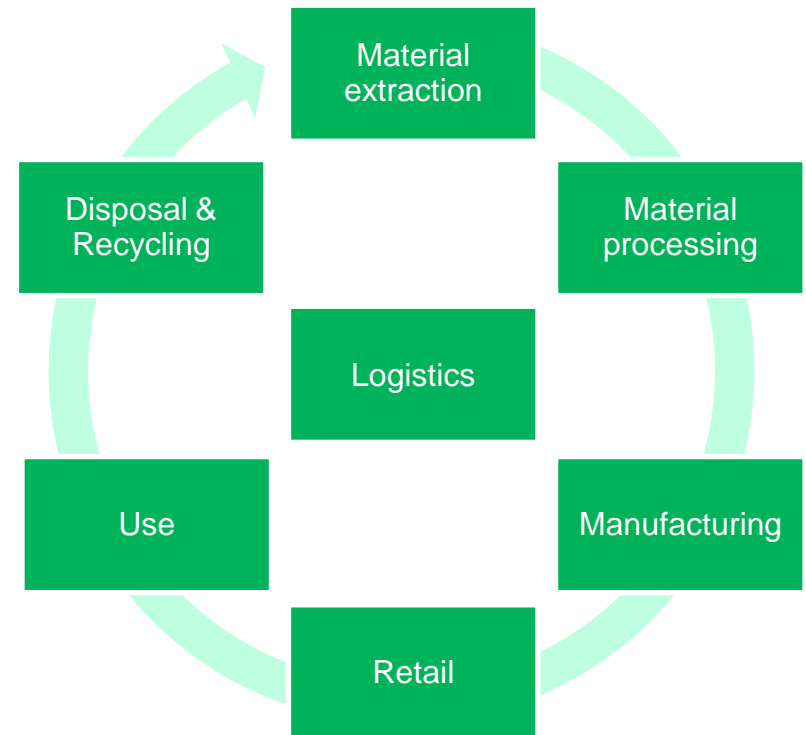 Material
extraction
Disposal &
Recycling
Material
processing
Logistics
Use
Manufacturing
Retail